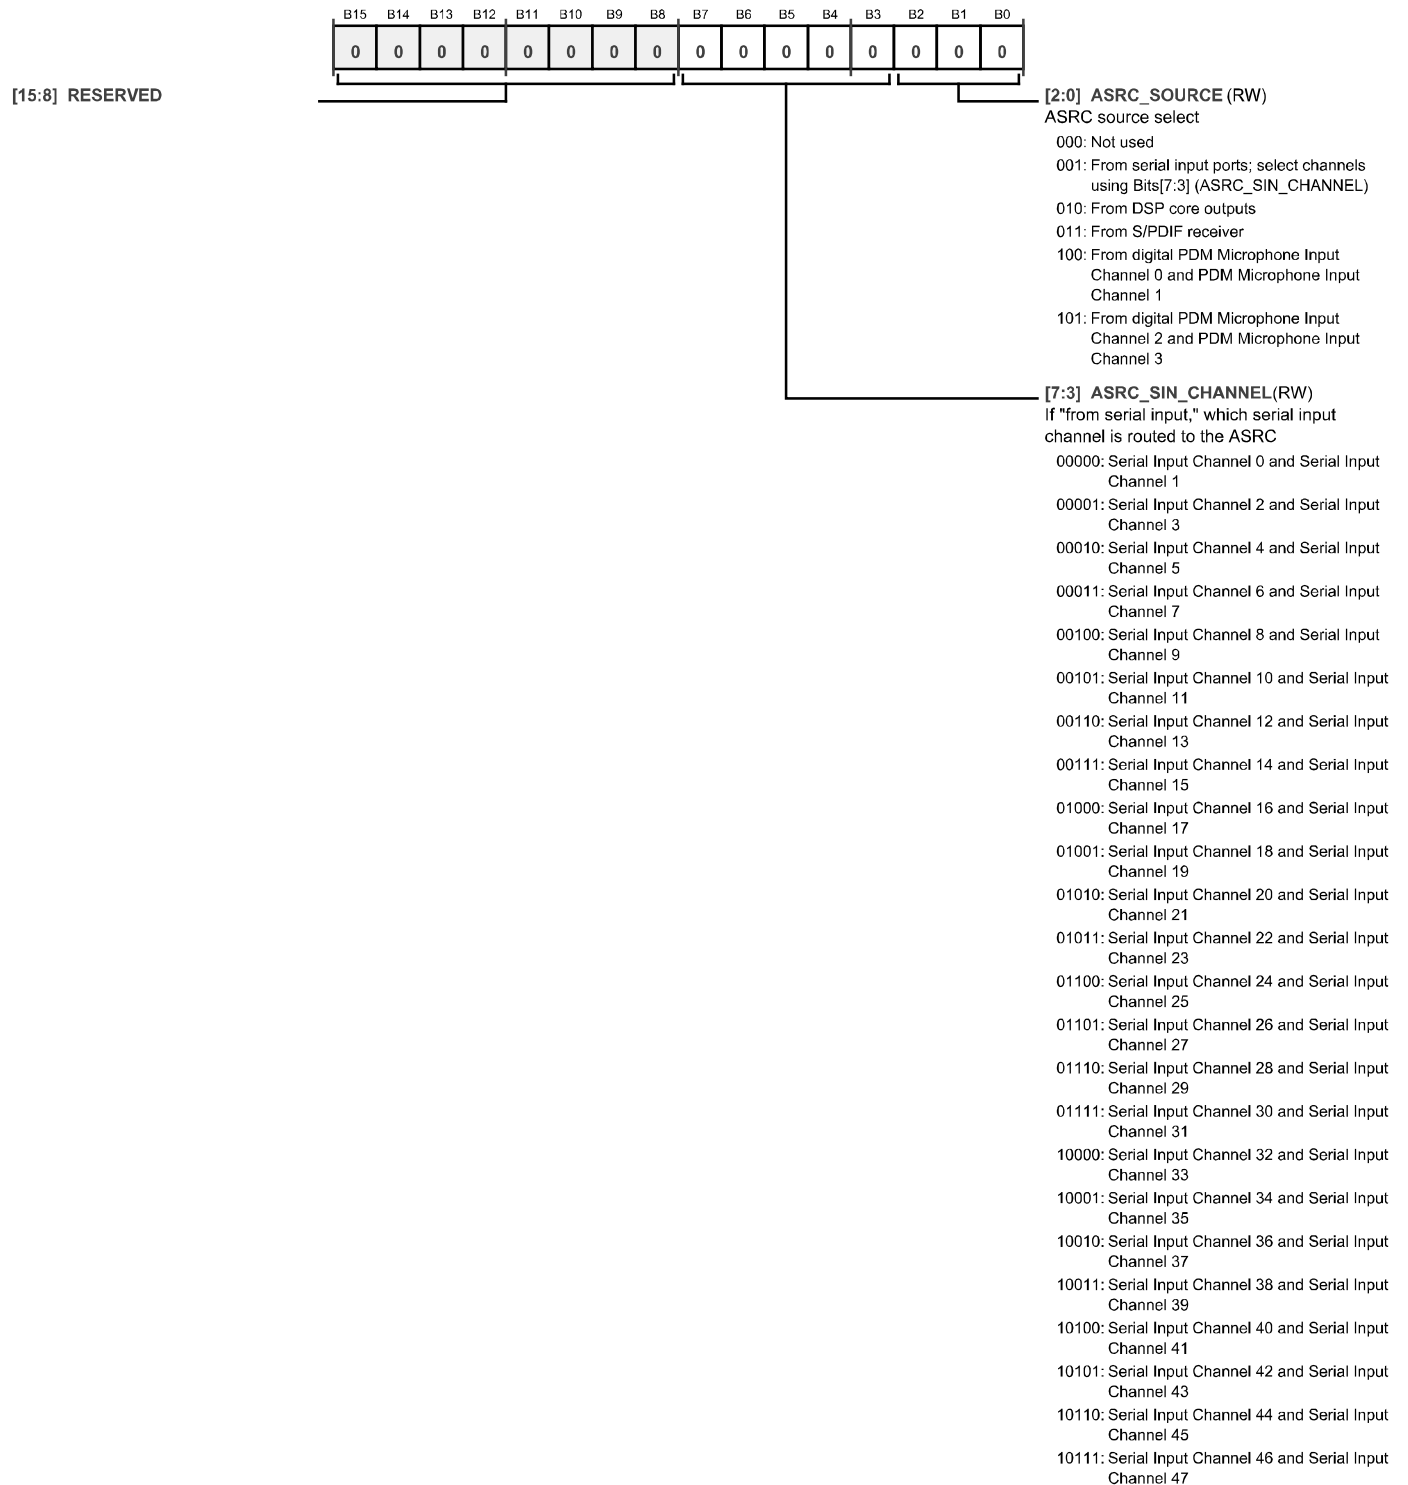 B15 B14 B13 B12 B11 B10 B9 B8 B7 B6 B5 B4 B3 B2 B1 B0
0 0 0 0 0 0 0 0 0 0 0 0 0 0 0 0
[15:8] RESERVED
[2:0] ASRC_SOURCE (RW)
ASRC source select
000: Not used
001: From serial input ports; select channels
using Bits[7:3] (ASRC_SIN_CHANNEL)
010: From DSP core outputs
011: From S/PDIF receiver
100: From digital PDM Microphone Input
Channel 0 and PDM Microphone Input
Channel 1
101: From digital PDM Microphone Input
Channel 2 and PDM Microphone Input
Channel 3
[7:3] ASRC_SIN_CHANNEL(RW)
If "from serial input," which serial input
channel is routed to the ASRC
00000: Serial Input Channel 0 and Serial Input
Channel 1
00001: Serial Input Channel 2 and Serial Input
Channel 3
00010: Serial Input Channel 4 and Serial Input
Channel 5
00011: Serial Input Channel 6 and Serial Input
Channel 7
00100: Serial Input Channel 8 and Serial Input
Channel 9
00101: Serial Input Channel 10 and Serial Input
Channel 11
00110: Serial Input Channel 12 and Serial Input
Channel 13
00111: Serial Input Channel 14 and Serial Input
Channel 15
01000: Serial Input Channel 16 and Serial Input
Channel 17
01001: Serial Input Channel 18 and Serial Input
Channel 19
01010: Serial Input Channel 20 and Serial Input
Channel 21
01011: Serial Input Channel 22 and Serial Input
Channel 23
01100: Serial Input Channel 24 and Serial Input
Channel 25
01101: Serial Input Channel 26 and Serial Input
Channel 27
01110: Serial Input Channel 28 and Serial Input
Channel 29
01111: Serial Input Channel 30 and Serial Input
Channel 31
10000: Serial Input Channel 32 and Serial Input
Channel 33
10001: Serial Input Channel 34 and Serial Input
Channel 35
10010: Serial Input Channel 36 and Serial Input
Channel 37
10011: Serial Input Channel 38 and Serial Input
Channel 39
10100: Serial Input Channel 40 and Serial Input
Channel 41
10101: Serial Input Channel 42 and Serial Input
Channel 43
10110: Serial Input Channel 44 and Serial Input
Channel 45
10111: Serial Input Channel 46 and Serial Input
Channel 47